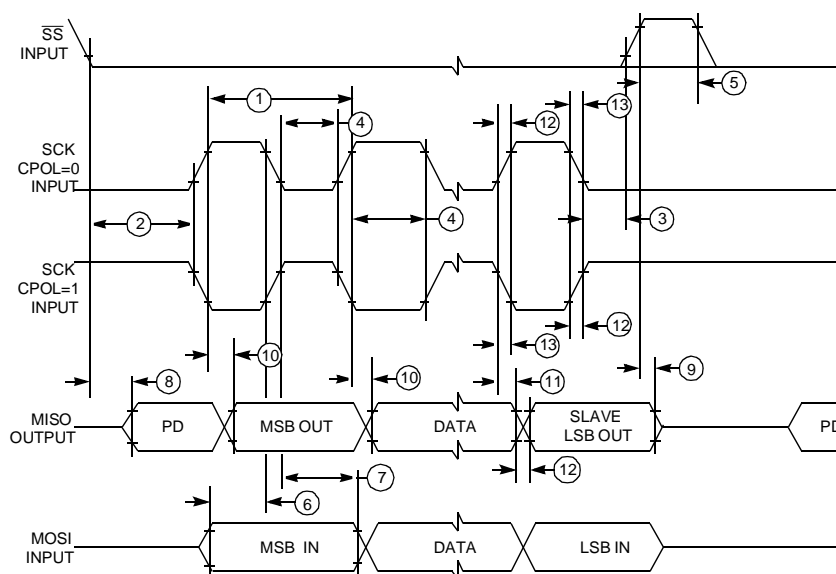 SS
INPUT
5
1
13
4
12
SCK
CPOL=0
INPUT
2
4
3
SCK
CPOL=1
INPUT
12
13
10
10
8
11
9
MISO
OUTPUT
PD
MSB OUT
DATA
SLAVE
LSB OUT
PD
7
12
6
MOSI
INPUT
MSB IN
DATA
LSB IN